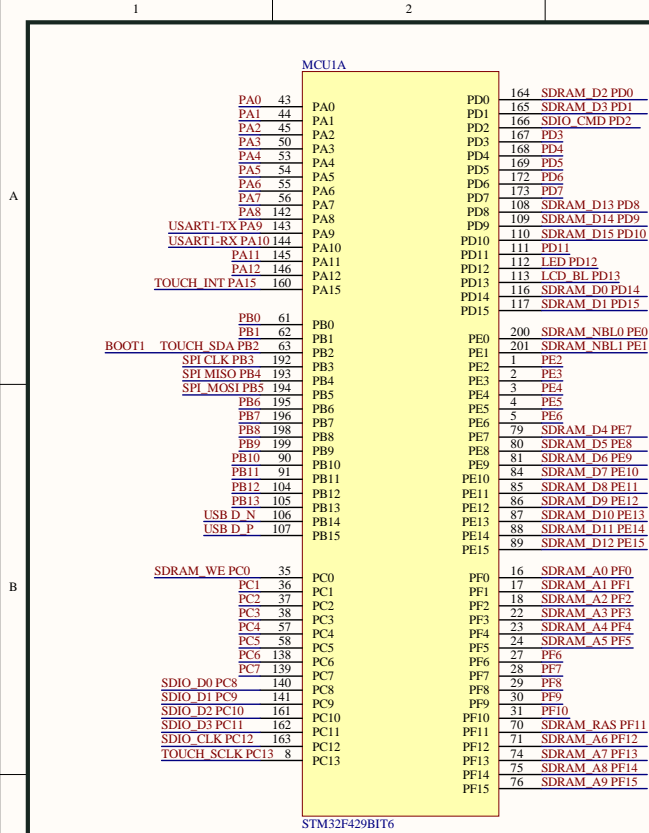 1 2
MCU1A
PA0 43 PA0 PD0 164 SDRAM_D2 PD0
PA1 44 PA1 PD1 165 SDRAM_D3 PD1
PA2 45 PA2 PD2 166 SDIO_CMD PD2
PA3 50 PA3 PD3 167 PD3
PA4 53 PA4 PD4 168 PD4
PA5 54 PA5 PD5 169 PD5
PA6 55 PA6 PD6 172 PD6
PA7 56 PA7 PD7 173 PD7
PA8 142 PA8 PD8 108 SDRAM_D13 PD8
USART1-TX PA9 143 PA9 PD9 109 SDRAM_D14 PD9
USART1-RX PA10 144 PA10 PD10 110 SDRAM_D15 PD10
PA11 145 PA11 PD11 111 PD11
PA12 146 PA12 PD12 112 LED PD12
TOUCH_INT PA15 160 PA15 PD13 113 LCD_BL PD13
PD14 116 SDRAM_D0 PD14
PD15 117 SDRAM_D1 PD15
A
PB0 61 PB0
PB1 62 PB1 PE0 200 SDRAM_NBL0 PE0
BOOT1 TOUCH_SDA PB2 63 PB2 PE1 201 SDRAM_NBL1 PE1
SPI CLK PB3 192 PB3 PE2 1 PE2
SPI MISO PB4 193 PB4 PE3 2 PE3
SPI_MOSI PB5 194 PB5 PE4 3 PE4
PB6 195 PB6 PE5 4 PE5
PB7 196 PB7 PE6 5 PE6
PB8 198 PB8 PE7 79 SDRAM_D4 PE7
PB9 199 PB9 PE8 80 SDRAM_D5 PE8
PB10 90 PB10 PE9 81 SDRAM_D6 PE9
PB11 91 PB11 PE10 84 SDRAM_D7 PE10
PB12 104 PB12 PE11 85 SDRAM_D8 PE11
PB13 105 PB13 PE12 86 SDRAM_D9 PE12
USB D_N 106 PB14 PE13 87 SDRAM_D10 PE13
USB D_P 107 PB15 PE14 88 SDRAM_D11 PE14
PE15 89 SDRAM_D12 PE15
B
SDRAM_WE PC0 35 PC0 PF0 16 SDRAM_A0 PF0
PC1 36 PC1 PF1 17 SDRAM_A1 PF1
PC2 37 PC2 PF2 18 SDRAM_A2 PF2
PC3 38 PC3 PF3 22 SDRAM_A3 PF3
PC4 57 PC4 PF4 23 SDRAM_A4 PF4
PC5 58 PC5 PF5 24 SDRAM_A5 PF5
PC6 138 PC6 PF6 27 PF6
PC7 139 PC7 PF7 28 PF7
SDIO_D0 PC8 140 PC8 PF8 29 PF8
SDIO_D1 PC9 141 PC9 PF9 30 PF9
SDIO_D2 PC10 161 PC10 PF10 31 PF10
SDIO_D3 PC11 162 PC11 PF11 70 SDRAM_RAS PF11
SDIO_CLK PC12 163 PC12 PF12 71 SDRAM_A6 PF12
TOUCH_SCLK PC13 8 PC13 PF13 74 SDRAM_A7 PF13
PF14 75 SDRAM_A8 PF14
PF15 76 SDRAM_A9 PF15
STM32F429BIT6